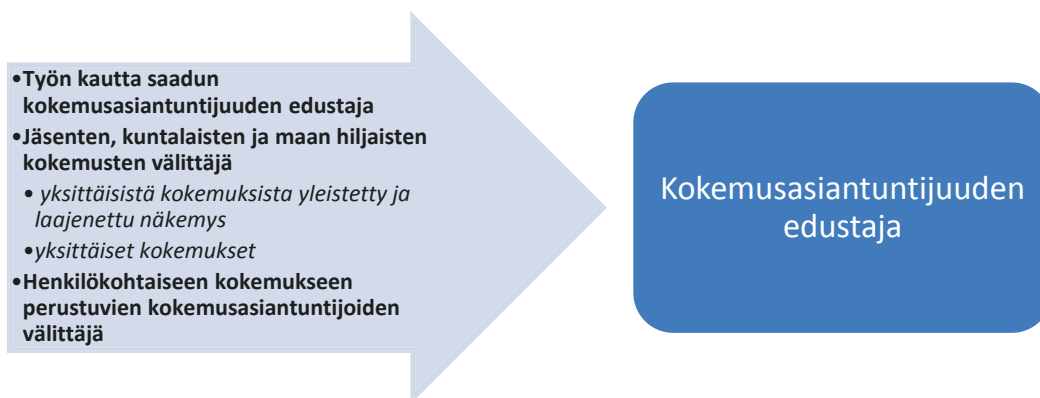 •Työn kautta saadun
kokemusasiantuntijuuden edustaja
•Jäsenten, kuntalaisten ja maan hiljaisten
kokemusten välittäjä
• yksittäisistä kokemuksista yleistetty ja
laajenettu näkemys
•yksittäiset kokemukset
•Henkilökohtaiseen kokemukseen
perustuvien kokemusasiantuntijoiden
välittäjä
Kokemusasiantuntijuuden
edustaja